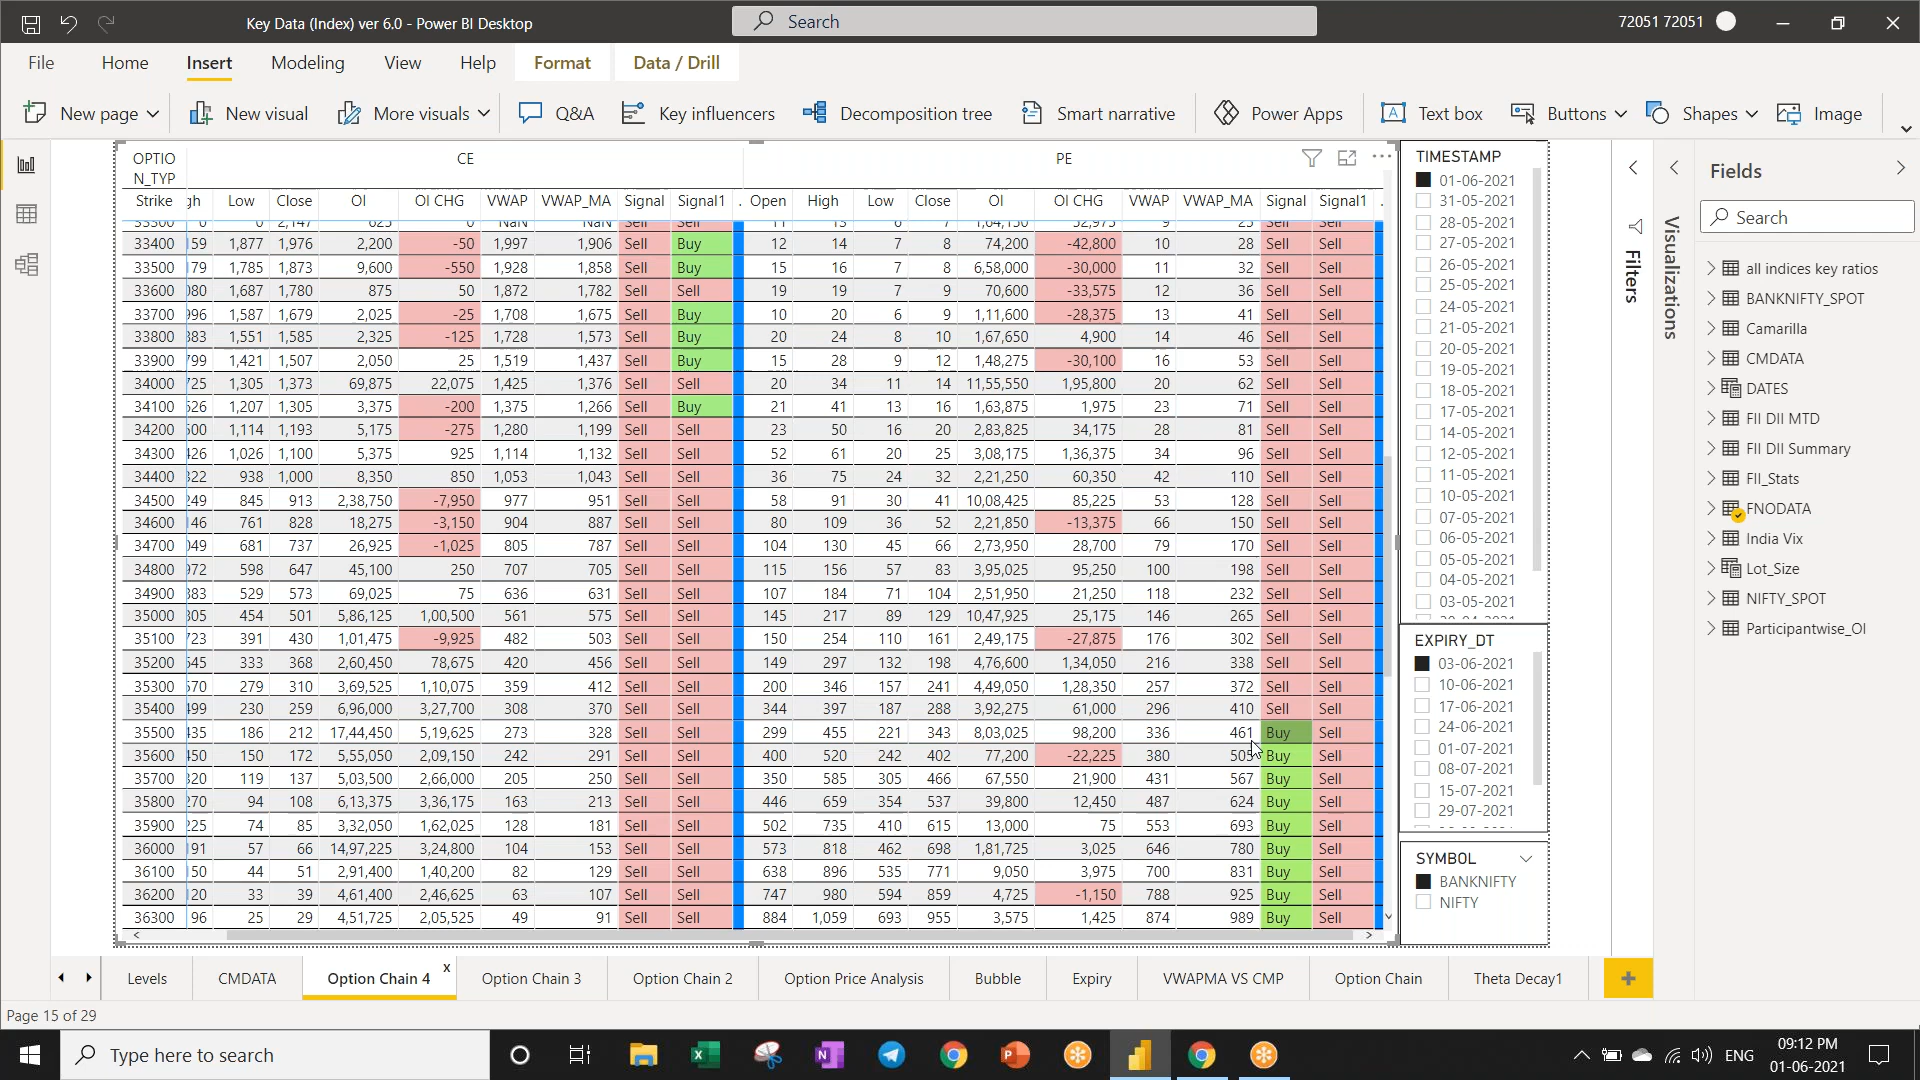 Key Data (Index) ver 6.0 - Power BI Desktop
Search
72051 72051
File Home Insert Modeling View Help Format Data / Drill
New page New visual More visuals Q&A Key influencers Decomposition tree Smart narrative Power Apps Text box Buttons Shapes Image
OPTIO
N_TYP
CE PE
Strike gh Low Close OI OI CHG VWAP VWAP_MA Signal Signal1 . Open High Low Close OI OI CHG VWAP VWAP_MA Signal Signal1 .
33400 159 1,877 1,976 2,200 -50 1,997 1,906 Sell Buy 12 14 7 8 74,200 -42,800 10 28 Sell Sell
33500 179 1,785 1,873 9,600 -550 1,928 1,858 Sell Buy 15 16 7 8 6,58,000 -30,000 11 32 Sell Sell
33600 080 1,687 1,780 875 50 1,872 1,782 Sell Sell 19 19 7 9 70,600 -33,575 12 36 Sell Sell
33700 996 1,587 1,679 2,025 -25 1,708 1,675 Sell Buy 10 20 6 9 1,11,600 -28,375 13 41 Sell Sell
33800 383 1,551 1,585 2,325 -125 1,728 1,573 Sell Buy 20 24 8 10 1,67,650 4,900 14 46 Sell Sell
33900 799 1,421 1,507 2,050 25 1,519 1,437 Sell Buy 15 28 9 12 1,48,275 -30,100 16 53 Sell Sell
34000 725 1,305 1,373 69,875 22,075 1,425 1,376 Sell Sell 20 34 11 14 11,55,550 1,95,800 20 62 Sell Sell
34100 526 1,207 1,305 3,375 -200 1,375 1,266 Sell Buy 21 41 13 16 1,63,875 1,975 23 71 Sell Sell
34200 500 1,114 1,193 5,175 -275 1,280 1,199 Sell Sell 23 50 16 20 2,83,825 34,175 28 81 Sell Sell
34300 426 1,026 1,100 5,375 925 1,114 1,132 Sell Sell 52 61 20 25 3,08,175 1,36,375 34 96 Sell Sell
34400 322 938 1,000 8,350 850 1,053 1,043 Sell Sell 36 75 24 32 2,21,250 60,350 42 110 Sell Sell
34500 249 845 913 2,38,750 -7,950 977 951 Sell Sell 58 91 30 41 10,08,425 85,225 53 128 Sell Sell
34600 146 761 828 18,275 -3,150 904 887 Sell Sell 80 109 36 52 2,21,850 -13,375 66 150 Sell Sell
34700 049 681 737 26,925 -1,025 805 787 Sell Sell 104 130 45 66 2,73,950 28,700 79 170 Sell Sell
34800 972 598 647 45,100 250 707 705 Sell Sell 115 156 57 83 3,95,025 95,250 100 198 Sell Sell
34900 883 529 573 69,025 75 636 631 Sell Sell 107 184 71 104 2,51,950 21,250 118 232 Sell Sell
35000 805 454 501 5,86,125 1,00,500 561 575 Sell Sell 145 217 89 129 10,47,925 25,175 146 265 Sell Sell
35100 723 391 430 1,01,475 -9,925 482 503 Sell Sell 150 254 110 161 2,49,175 -27,875 176 302 Sell Sell
35200 645 333 368 2,60,450 78,675 420 456 Sell Sell 149 297 132 198 4,76,600 1,34,050 216 338 Sell Sell
35300 570 279 310 3,69,525 1,10,075 359 412 Sell Sell 200 346 157 241 4,49,050 1,28,350 257 372 Sell Sell
35400 499 230 259 6,96,000 3,27,700 308 370 Sell Sell 344 397 187 288 3,92,275 61,000 296 410 Sell Sell
35500 435 186 212 17,44,450 5,19,625 273 328 Sell Sell 299 455 221 343 8,03,025 98,200 336 461 Buy Sell
35600 450 150 172 5,55,050 2,09,150 242 291 Sell Sell 400 520 242 402 77,200 -22,225 380 505 Buy Sell
35700 320 119 137 5,03,500 2,66,000 205 250 Sell Sell 350 585 305 466 67,550 21,900 431 567 Buy Sell
35800 270 94 108 6,13,375 3,36,175 163 213 Sell Sell 446 659 354 537 39,800 12,450 487 624 Buy Sell
35900 225 74 85 3,32,050 1,62,025 128 181 Sell Sell 502 735 410 615 13,000 75 553 693 Buy Sell
36000 191 57 66 14,97,225 3,24,800 104 153 Sell Sell 573 818 462 698 1,81,725 3,025 646 780 Buy Sell
36100 150 44 51 2,91,400 1,40,200 82 129 Sell Sell 638 896 535 771 9,050 3,975 700 831 Buy Sell
36200 120 33 39 4,61,400 2,46,625 63 107 Sell Sell 747 980 594 859 4,725 -1,150 788 925 Buy Sell
36300 96 25 29 4,51,725 2,05,525 49 91 Sell Sell 884 1,059 693 955 3,575 1,425 874 989 Buy Sell
TIMESTAMP
01-06-2021
31-05-2021
28-05-2021
27-05-2021
26-05-2021
25-05-2021
24-05-2021
21-05-2021
20-05-2021
19-05-2021
18-05-2021
17-05-2021
14-05-2021
12-05-2021
11-05-2021
10-05-2021
07-05-2021
06-05-2021
05-05-2021
04-05-2021
03-05-2021
EXPIRY_DT
03-06-2021
10-06-2021
17-06-2021
24-06-2021
01-07-2021
08-07-2021
15-07-2021
29-07-2021
SYMBOL
BANKNIFTY
NIFTY
Filters
Visualizations
Fields
Search
all indices key ratios
BANKNIFTY_SPOT
Camarilla
CMDATA
DATES
FII DII MTD
FII DII Summary
FII_Stats
FNODATA
India Vix
Lot_Size
NIFTY_SPOT
Participantwise_OI
Levels CMDATA Option Chain 4 x Option Chain 3 Option Chain 2 Option Price Analysis Bubble Expiry VWAPMA VS CMP Option Chain Theta Decay1 +
Page 15 of 29
Type here to search
ENG
09:12 PM
01-06-2021